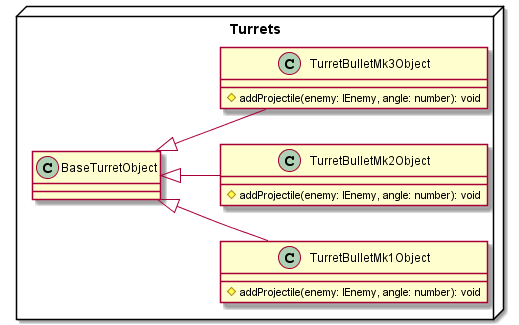 Turrets
C TurretBulletMk3Object
addProjectile(enemy: IEnemy, angle: number): void
C BaseTurretObject
C TurretBulletMk2Object
addProjectile(enemy: IEnemy, angle: number): void
C TurretBulletMk1Object
addProjectile(enemy: IEnemy, angle: number): void